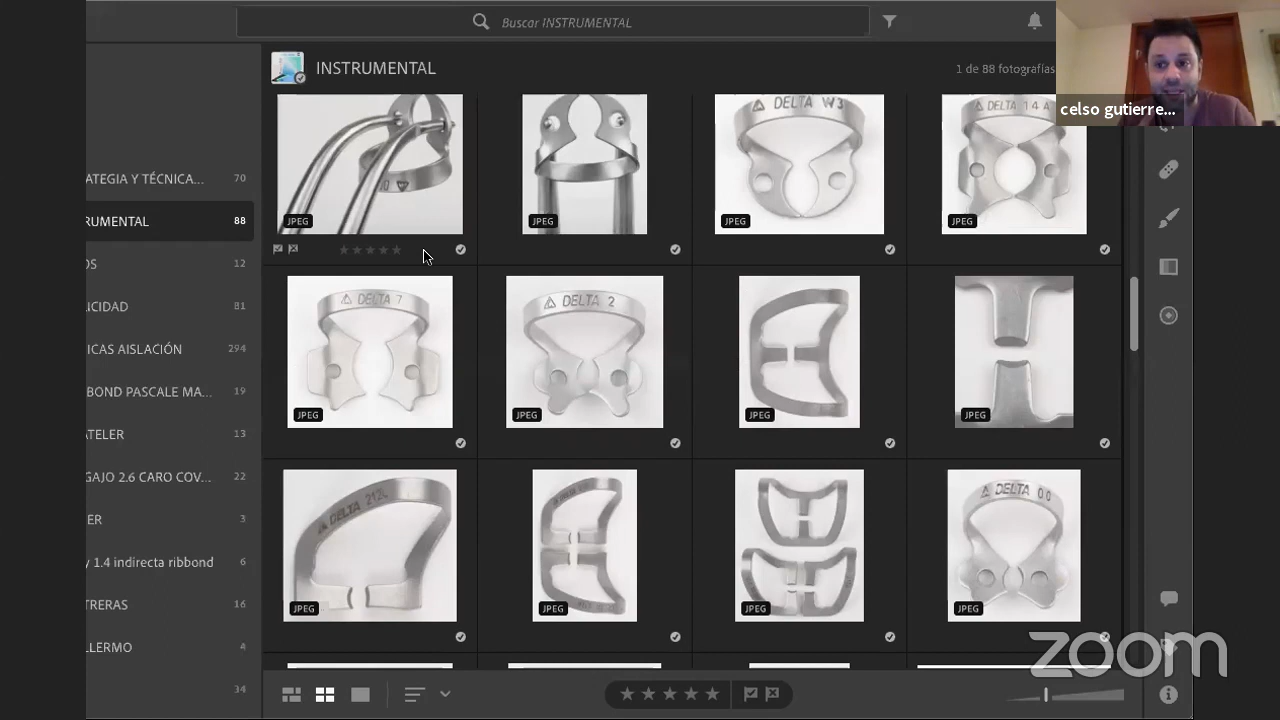 Buscar INSTRUMENTAL
INSTRUMENTAL
1 de 88 fotografías
celso gutierre...
ATEGIA Y TÉCNICA... 70
RUMENTAL 88
OS 12
LICIDAD 81
NICAS AISLACIÓN 294
BOND PASCALE MA... 19
ATELER 13
GAJO 2.6 CARO COV... 22
ER 3
y 1.4 indirecta ribbond 6
TRERAS 16
LLERMO 4
34
JPEG
JPEG
DELTA W3
JPEG
DELTA 14 A
JPEG
DELTA 7
JPEG
DELTA 2
JPEG
JPEG
JPEG
DELTA 212L
JPEG
JPEG
JPEG
DELTA 00
JPEG
zoom